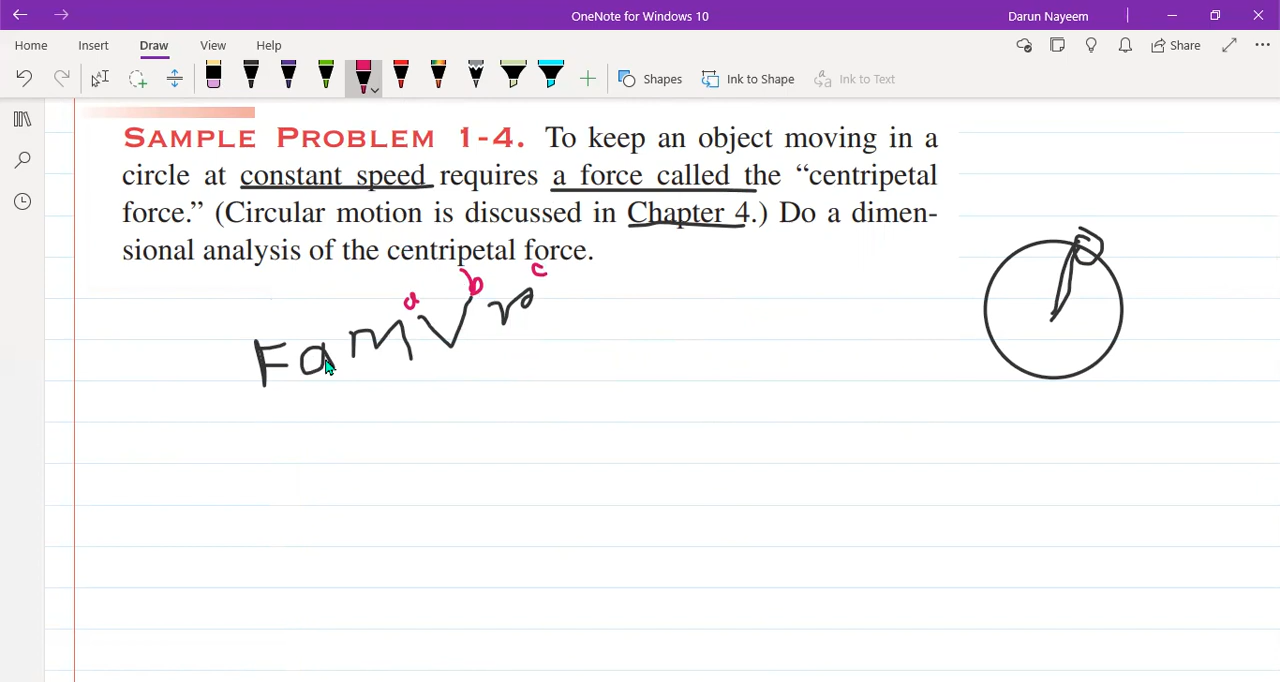 OneNote for Windows 10
Darun Nayeem
Home Insert Draw View Help
Share
Shapes Ink to Shape Ink to Text
SAMPLE PROBLEM 1-4. To keep an object moving in a
circle at constant speed requires a force called the “centripetal
force.” (Circular motion is discussed in Chapter 4.) Do a dimen-
sional analysis of the centripetal force.
F α m^a v^b r^c